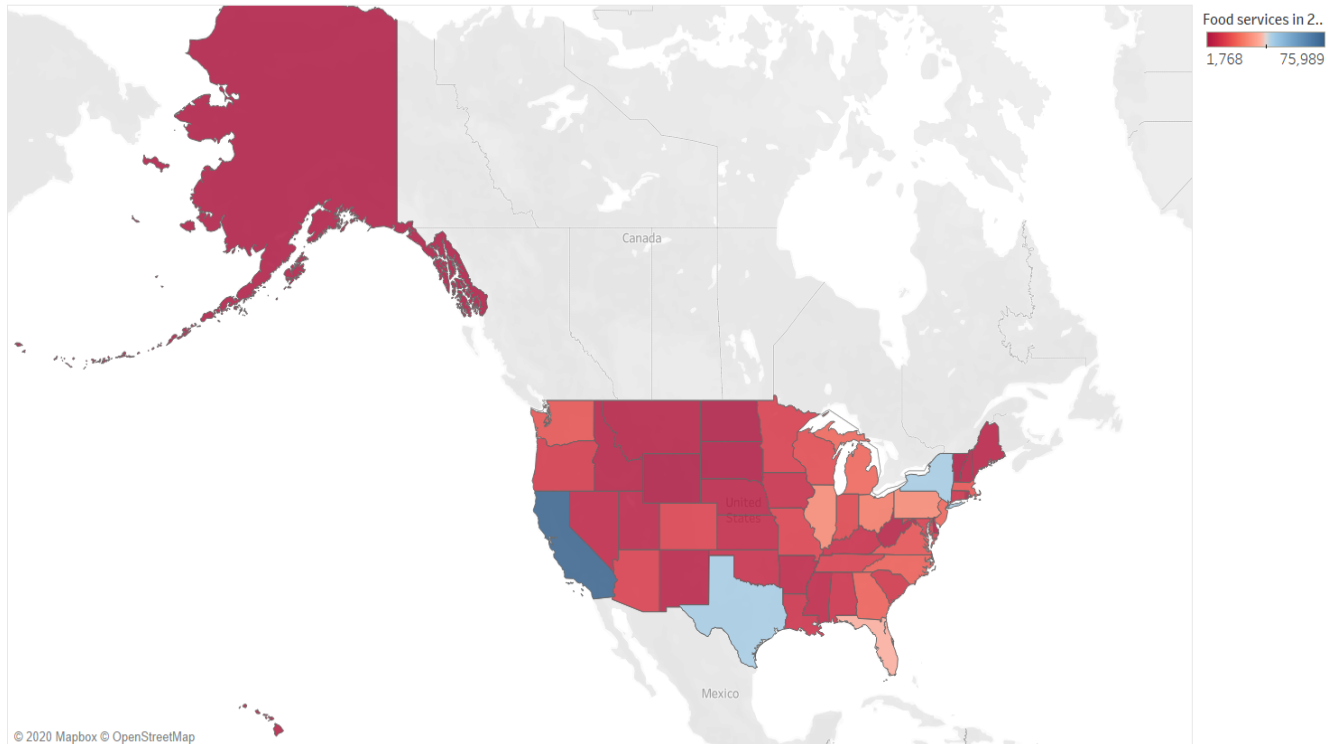 Food services in 2..
1,768 75,989
Canada
United
States
Mexico
© 2020 Mapbox © OpenStreetMap